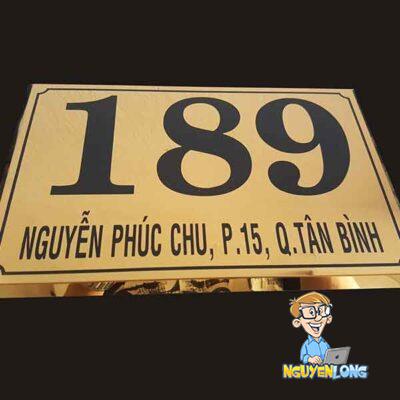 189
NGUYỄN PHÚC CHU, P.15, Q.TÂN BÌNH
NGUYENLONG